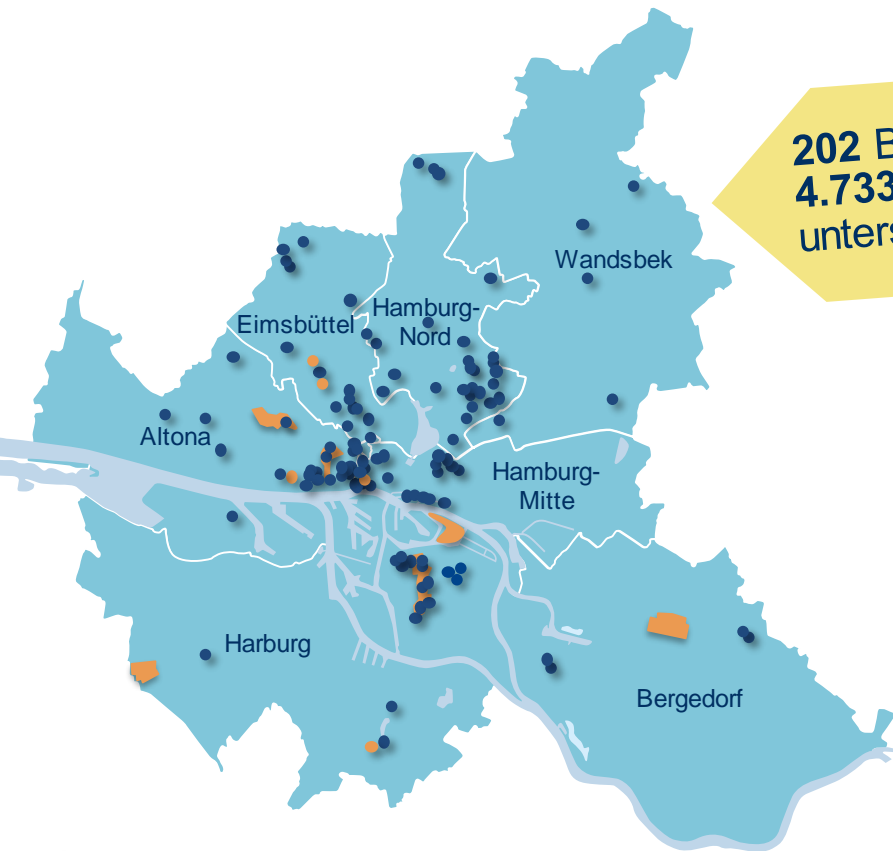 202 B
4.733
unters
Wandsbek
Hamburg-
Nord
Eimsbüttel
Altona
Hamburg-
Mitte
Harburg
Bergedorf